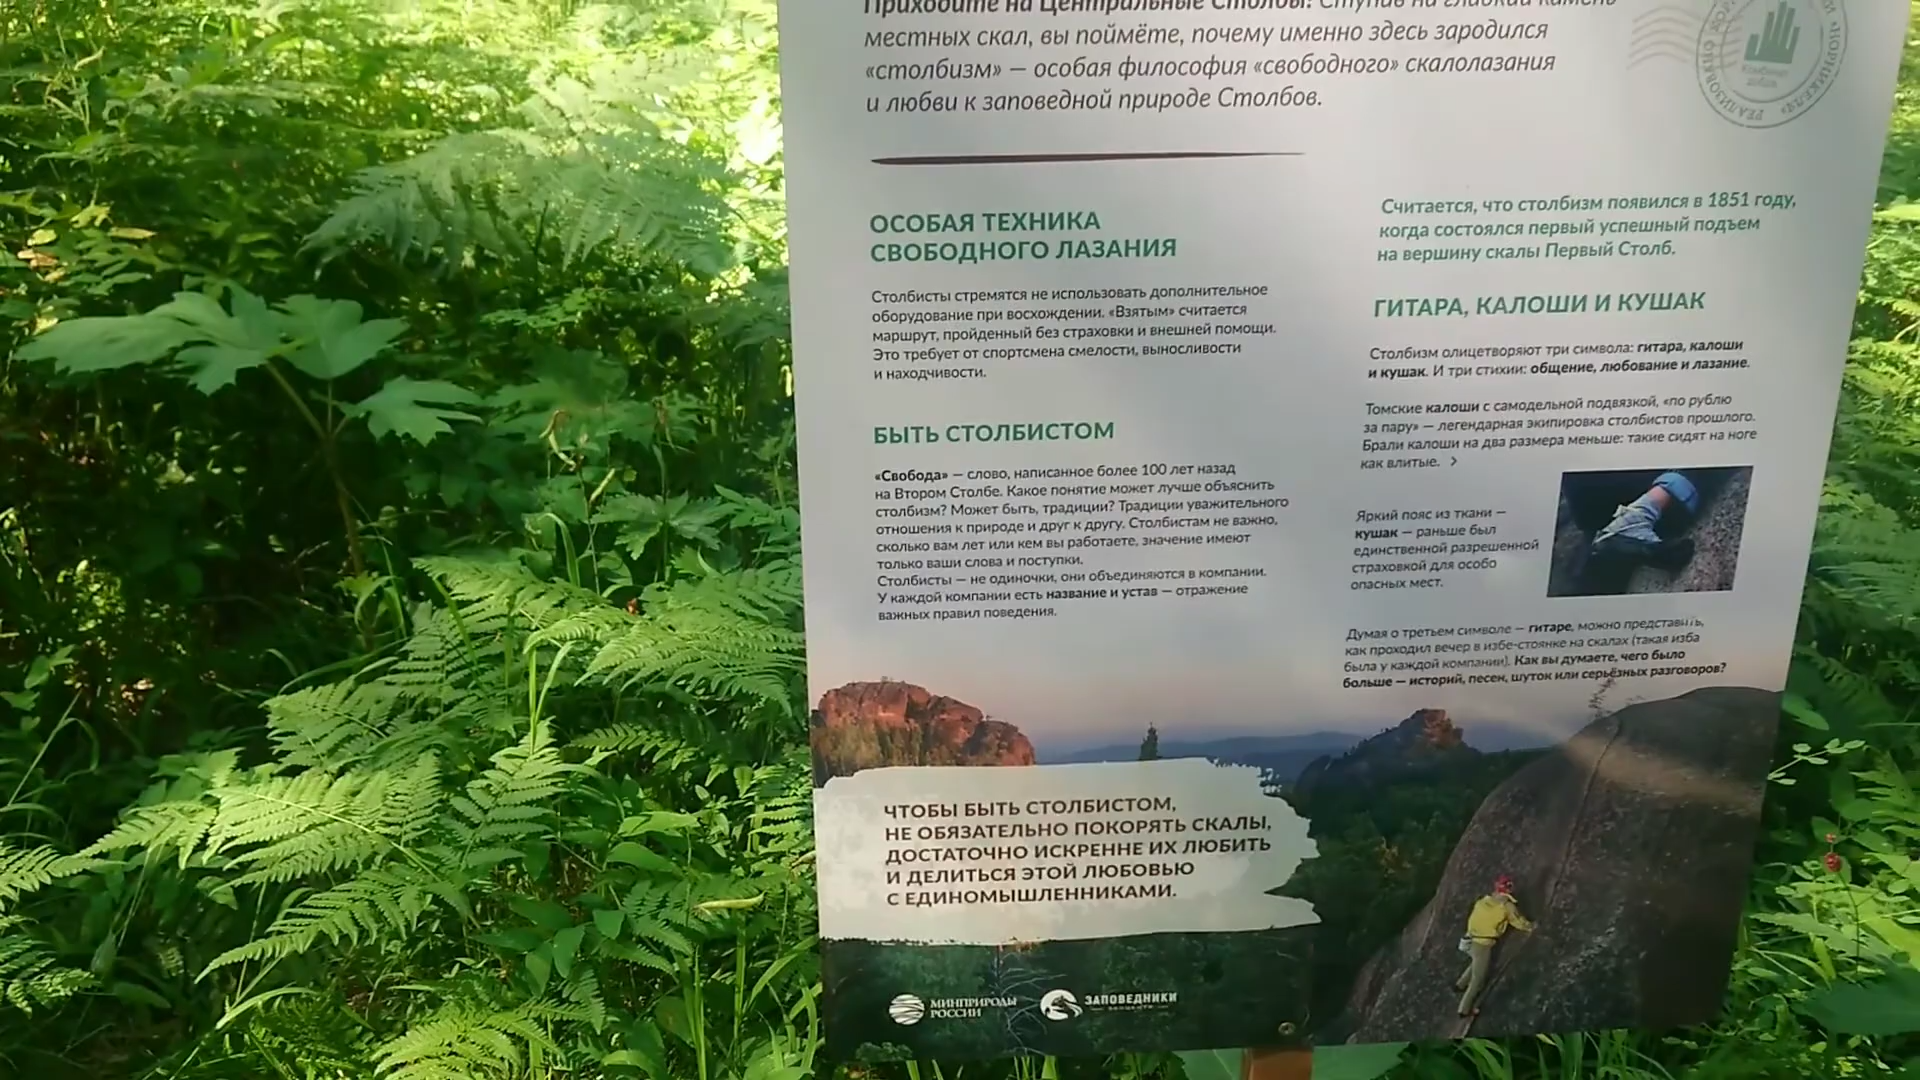 Приходите на Центральные Столбы! Ступив на гладкий камень
местных скал, вы поймёте, почему именно здесь зародился
«столбизм» — особая философия «свободного» скалолазания
и любви к заповедной природе Столбов.
ОСОБАЯ ТЕХНИКА
СВОБОДНОГО ЛАЗАНИЯ
Столбисты стремятся не использовать дополнительное
оборудование при восхождении. «Взятым» считается
маршрут, пройденный без страховки и внешней помощи.
Это требует от спортсмена смелости, выносливости
и находчивости.
БЫТЬ СТОЛБИСТОМ
«Свобода» — слово, написанное более 100 лет назад
на Втором Столбе. Какое понятие может лучше объяснить
столбизм? Может быть, традиции? Традиции уважительного
отношения к природе и друг к другу. Столбистам не важно,
сколько вам лет или кем вы работаете, значение имеют
только ваши слова и поступки.
Столбисты — не одиночки, они объединяются в компании.
У каждой компании есть название и устав — отражение
важных правил поведения.
Считается, что столбизм появился в 1851 году,
когда состоялся первый успешный подъем
на вершину скалы Первый Столб.
ГИТАРА, КАЛОШИ И КУШАК
Столбизм олицетворяют три символа: гитара, калоши
и кушак. И три стихии: общение, любование и лазание.
Томские калоши с самодельной подвязкой, «по рублю
за пару» — легендарная экипировка столбистов прошлого.
Брали калоши на два размера меньше: такие сидят на ноге
как влитые. >
Яркий пояс из ткани —
кушак — раньше был
единственной разрешенной
страховкой для особо
опасных мест.
Думая о третьем символе — гитаре, можно представить,
как проходил вечер в избе-стоянке на скалах (такая изба
была у каждой компании). Как вы думаете, чего было
больше — историй, песен, шуток или серьёзных разговоров?
ЧТОБЫ БЫТЬ СТОЛБИСТОМ,
НЕ ОБЯЗАТЕЛЬНО ПОКОРЯТЬ СКАЛЫ,
ДОСТАТОЧНО ИСКРЕННЕ ИХ ЛЮБИТЬ
И ДЕЛИТЬСЯ ЭТОЙ ЛЮБОВЬЮ
С ЕДИНОМЫШЛЕННИКАМИ.
МИНПРИРОДЫ
РОССИИ
ЗАПОВЕДНИКИ